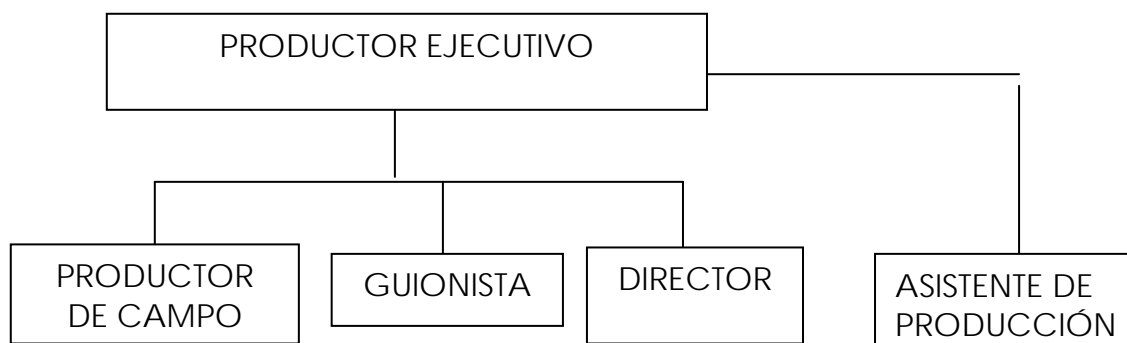 PRODUCTOR EJECUTIVO
PRODUCTOR
DE CAMPO
GUIONISTA
DIRECTOR
ASISTENTE DE
PRODUCCIÓN